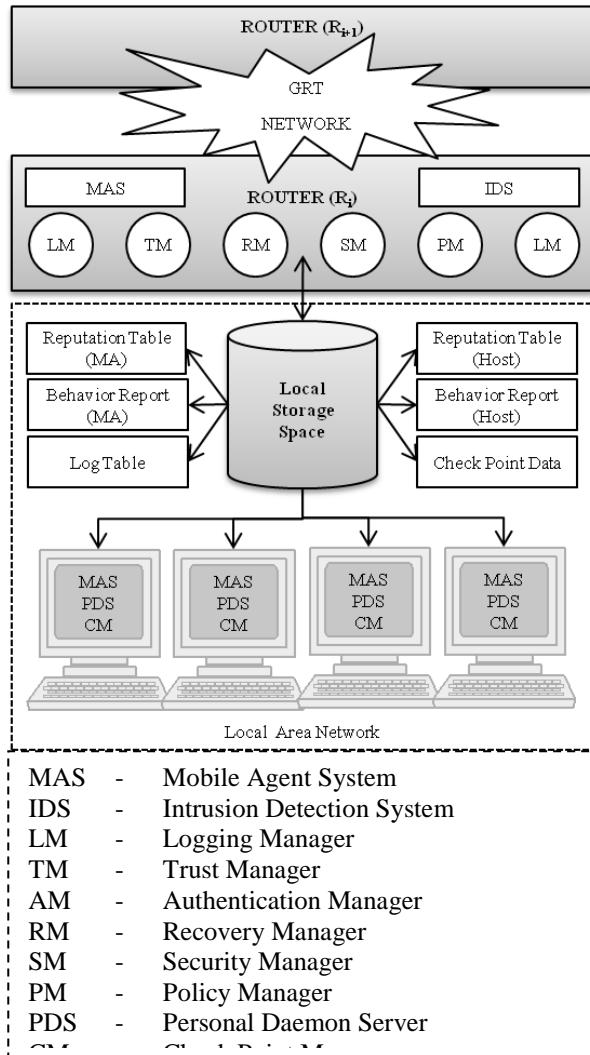 ROUTER (Ri+1)
GRT
NETWORK
MAS
ROUTER (Ri)
IDS
LM TM RM SM PM LM
Reputation Table
(MA)
Behavior Report
(MA)
Log Table
Local
Storage
Space
Reputation Table
(Host)
Behavior Report
(Host)
Check Point Data
MAS
PDS
CM
MAS
PDS
CM
MAS
PDS
CM
MAS
PDS
CM
Local Area Network
MAS - Mobile Agent System
IDS - Intrusion Detection System
LM - Logging Manager
TM - Trust Manager
AM - Authentication Manager
RM - Recovery Manager
SM - Security Manager
PM - Policy Manager
PDS - Personal Daemon Server
CM - Check Point